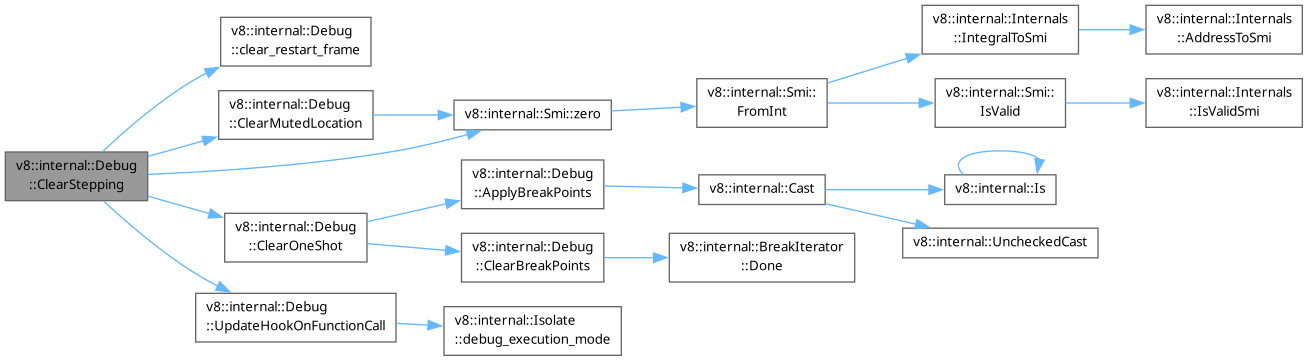 v8::internal::Debug
::ClearStepping
v8::internal::Debug
::clear_restart_frame
v8::internal::Debug
::ClearMutedLocation
v8::internal::Smi::zero
v8::internal::Smi::
FromInt
v8::internal::Internals
::IntegralToSmi
v8::internal::Internals
::AddressToSmi
v8::internal::Smi::
IsValid
v8::internal::Internals
::IsValidSmi
v8::internal::Debug
::ClearOneShot
v8::internal::Debug
::ApplyBreakPoints
v8::internal::Cast
v8::internal::Is
v8::internal::UncheckedCast
v8::internal::Debug
::ClearBreakPoints
v8::internal::BreakIterator
::Done
v8::internal::Debug
::UpdateHookOnFunctionCall
v8::internal::Isolate
::debug_execution_mode